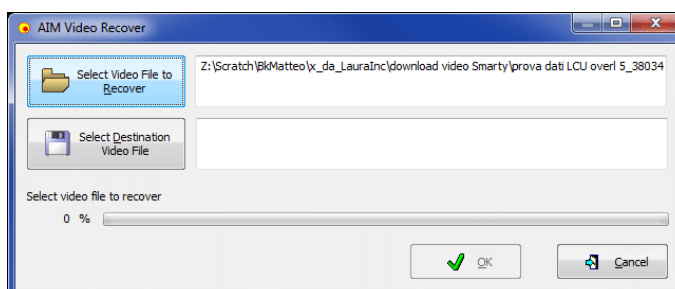 AIM Video Recover
Select Video File to
Recover
Z:\Scratch\BkMatteo\x_da_LauraInc\download video Smarty\prova dati LCU overl 5_38034
Select Destination
Video File
Select video file to recover
0 %
OK
Cancel